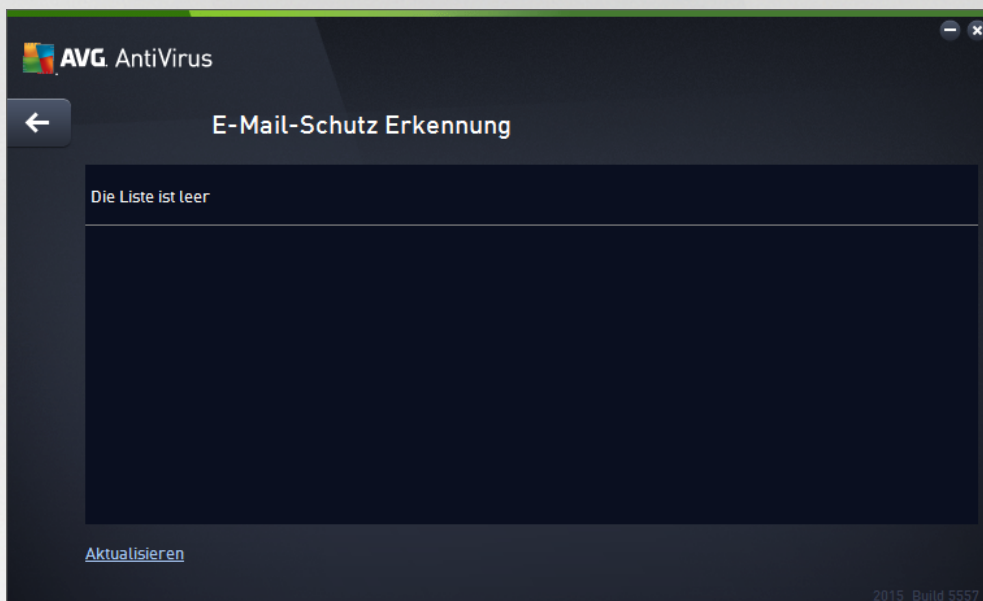 AVG. AntiVirus
E-Mail-Schutz Erkennung
Die Liste ist leer
Aktualisieren
2015 Build 5557